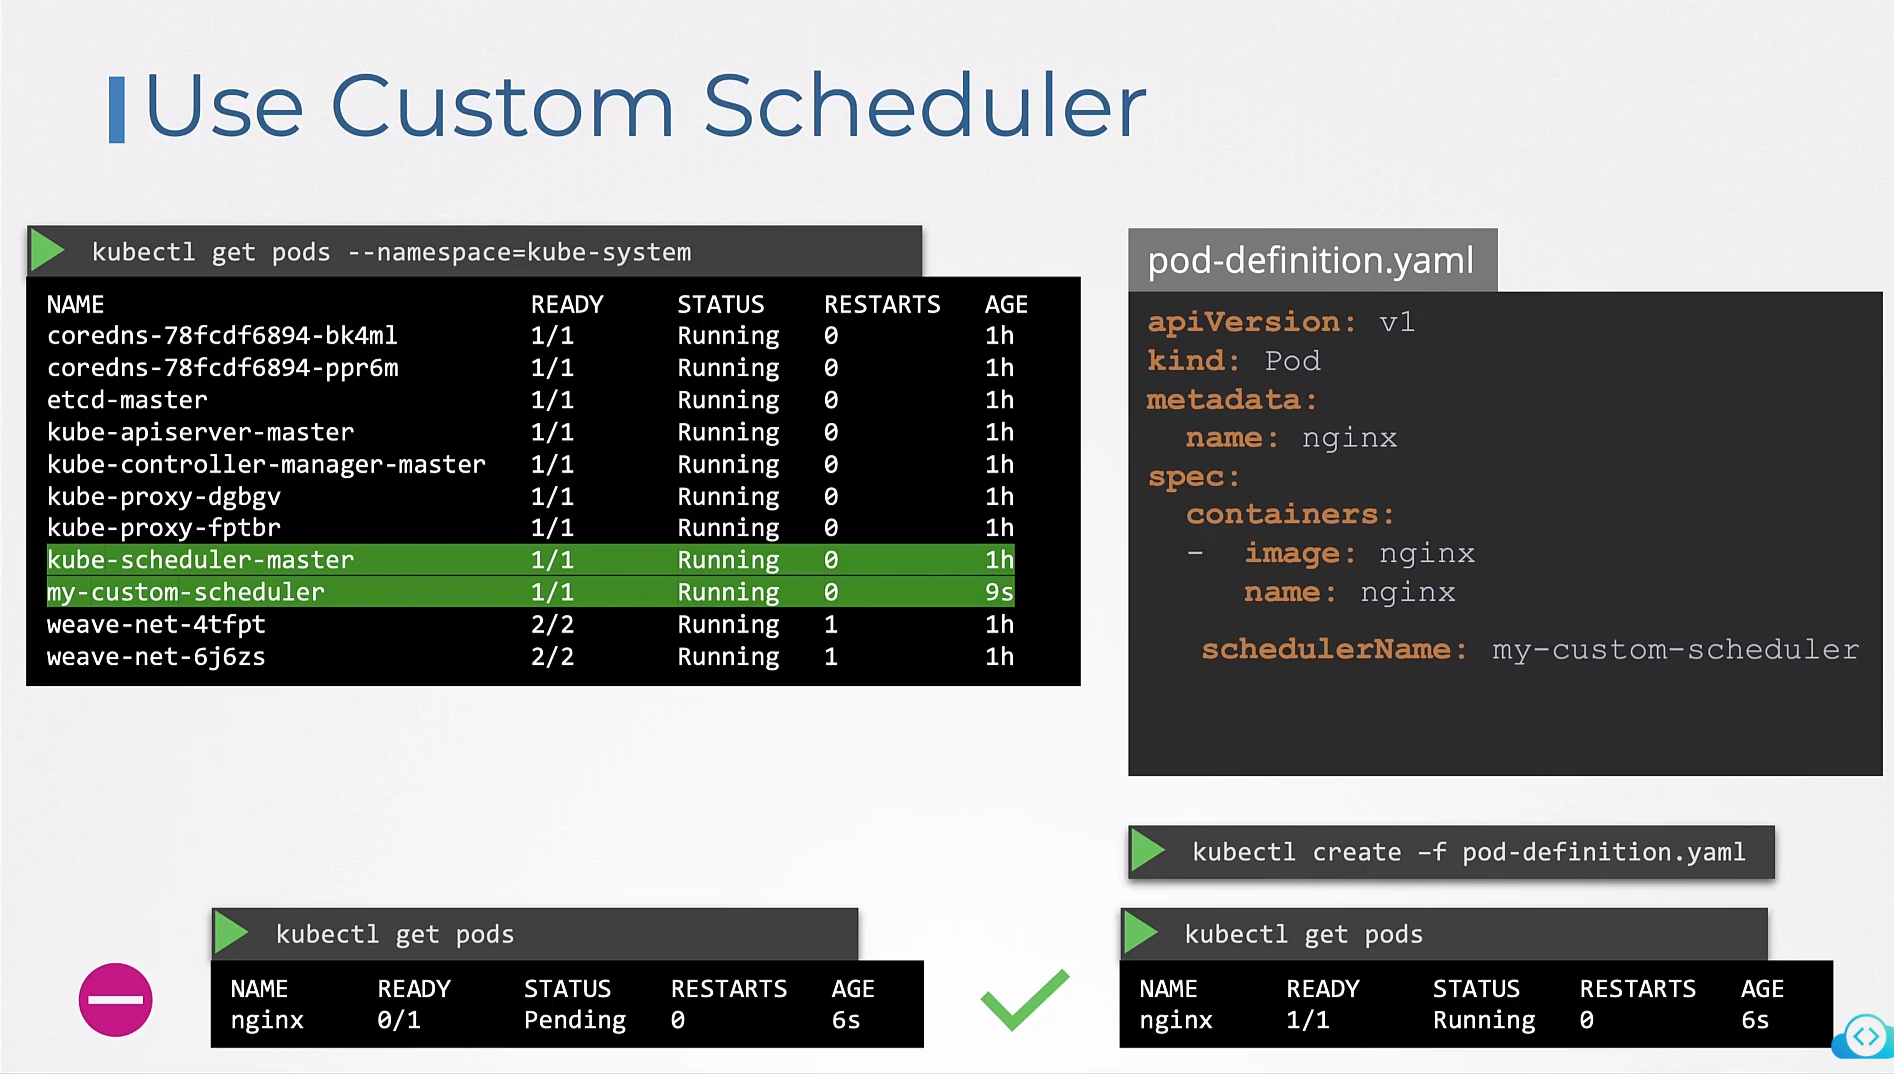 Use Custom Scheduler
kubectl get pods --namespace=kube-system
NAME READY STATUS RESTARTS AGE
coredns-78fcdf6894-bk4ml 1/1 Running 0 1h
coredns-78fcdf6894-ppr6m 1/1 Running 0 1h
etcd-master 1/1 Running 0 1h
kube-apiserver-master 1/1 Running 0 1h
kube-controller-manager-master 1/1 Running 0 1h
kube-proxy-dgbgv 1/1 Running 0 1h
kube-proxy-fptbr 1/1 Running 0 1h
kube-scheduler-master 1/1 Running 0 1h
my-custom-scheduler 1/1 Running 0 9s
weave-net-4tfpt 2/2 Running 1 1h
weave-net-6j6zs 2/2 Running 1 1h
pod-definition.yaml
apiVersion: v1
kind: Pod
metadata:
  name: nginx
spec:
  containers:
  -  image: nginx
     name: nginx
   schedulerName: my-custom-scheduler
kubectl create –f pod-definition.yaml
kubectl get pods
NAME READY STATUS RESTARTS AGE
nginx 0/1 Pending 0 6s
kubectl get pods
NAME READY STATUS RESTARTS AGE
nginx 1/1 Running 0 6s